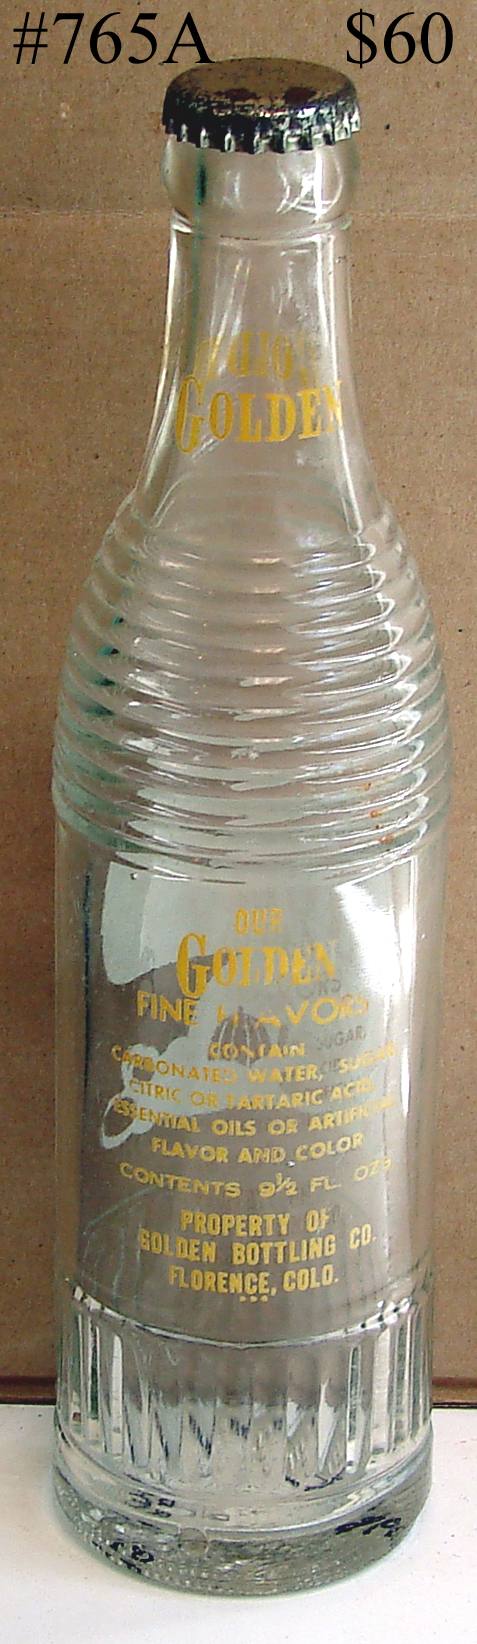 #765A $60
GOLDEN
OUR
GOLDEN
FINE FLAVORS
CONTAIN
CARBONATED WATER, SUGAR
CITRIC OR TARTARIC ACID,
ESSENTIAL OILS OR ARTIFICIAL
FLAVOR AND COLOR
CONTENTS 9½ FL. OZS
PROPERTY OF
GOLDEN BOTTLING CO.
FLORENCE, COLO.